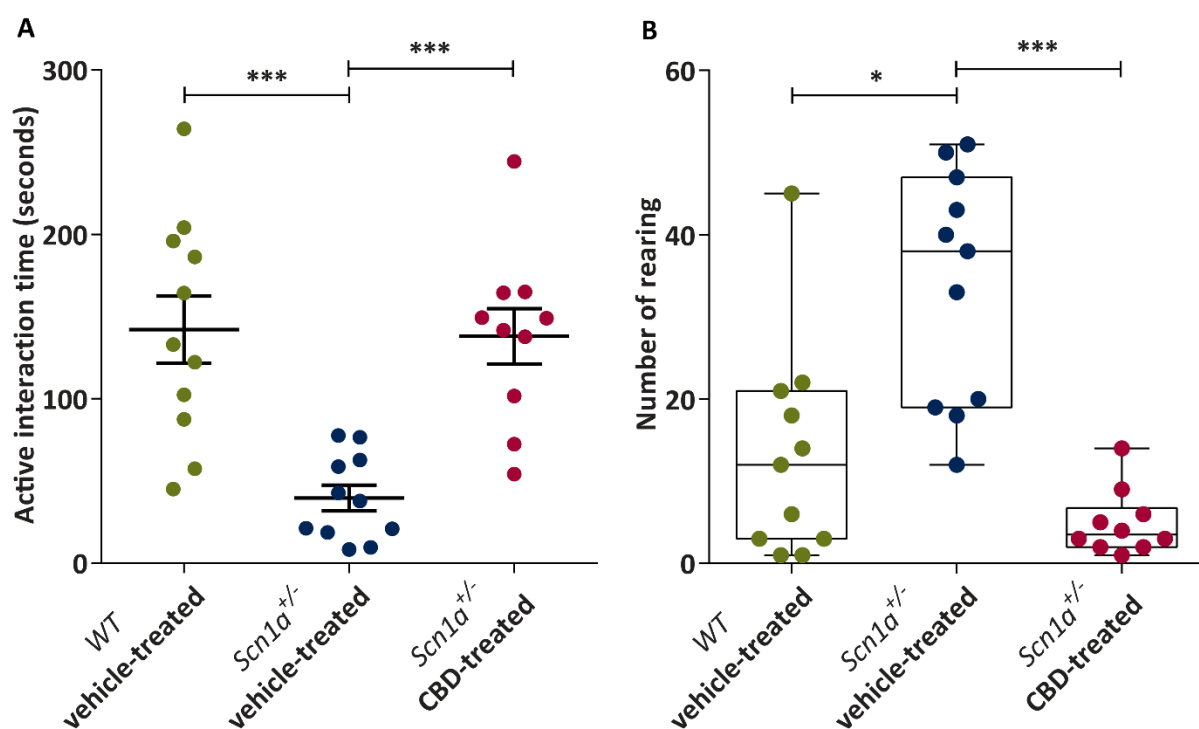 A
Active interaction time (seconds)
300
200
100
0
***
***
WT
vehicle-treated
Scn1a+/-
vehicle-treated
Scn1a+/-
CBD-treated
B
Number of rearing
60
40
20
0
*
***
WT
vehicle-treated
Scn1a+/-
vehicle-treated
Scn1a+/-
CBD-treated